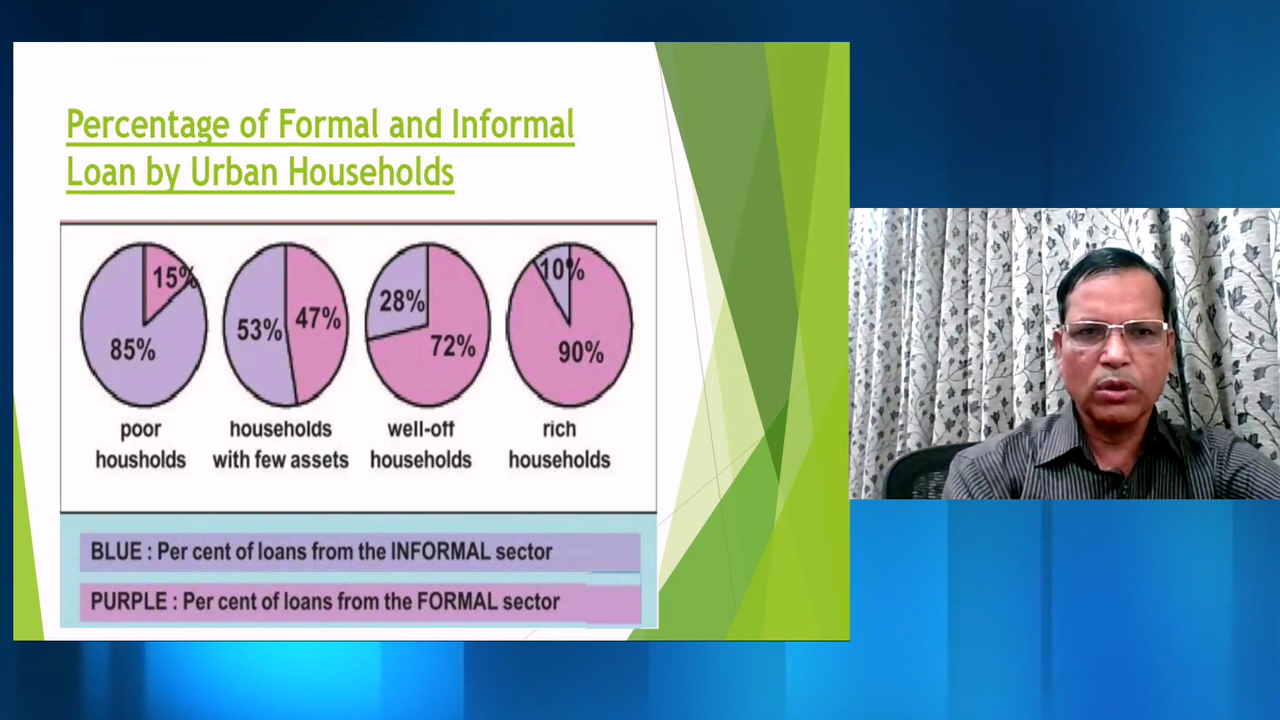 Percentage of Formal and Informal
Loan by Urban Households
15%
85%
53%
47%
28%
72%
10%
90%
poor
housholds
households
with few assets
well-off
households
rich
households
BLUE : Per cent of loans from the INFORMAL sector
PURPLE : Per cent of loans from the FORMAL sector